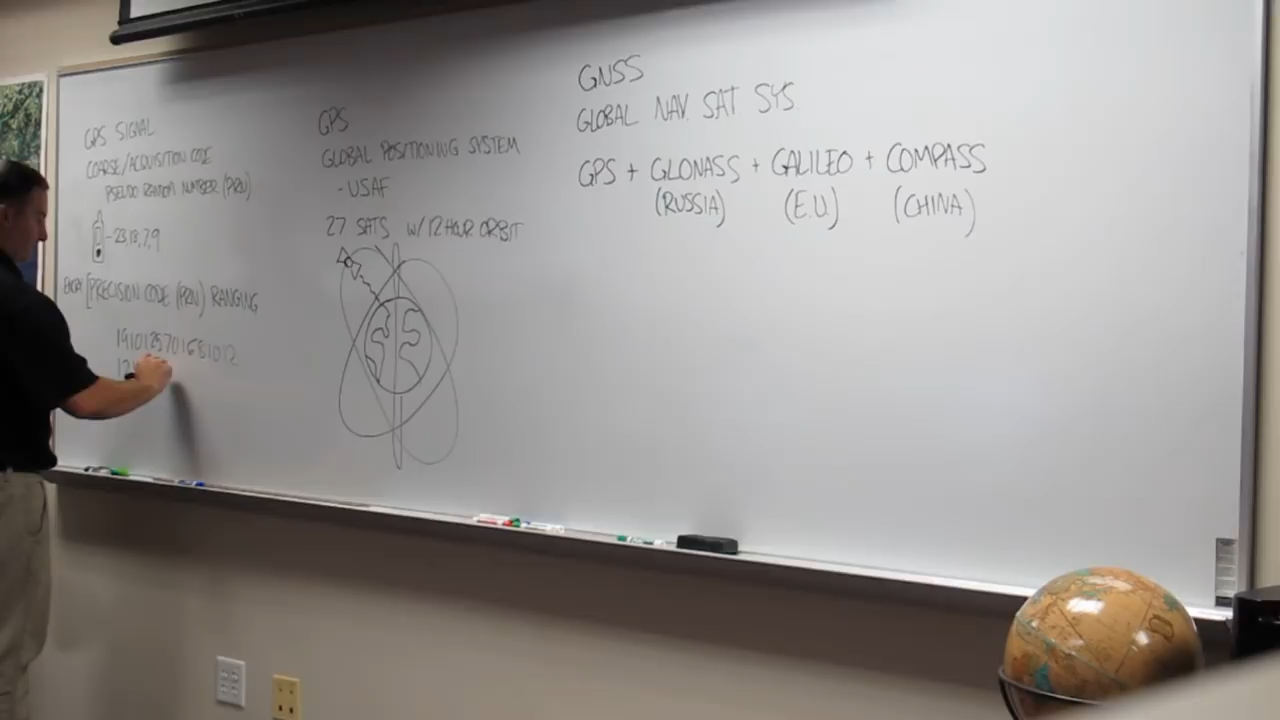 GPS SIGNAL
COARSE/ACQUISITION CODE
PSEUDO RANDOM NUMBER (PRN)
-23,18,7,9
[PRECISION CODE (PRN) RANGING
12
GPS
GLOBAL POSITIONING SYSTEM
- USAF
27 SATS W/ 12 HOUR ORBIT
GNSS
GLOBAL NAV. SAT SYS
GPS + GLONASS + GALILEO + COMPASS
(RUSSIA) (E.U.) (CHINA)